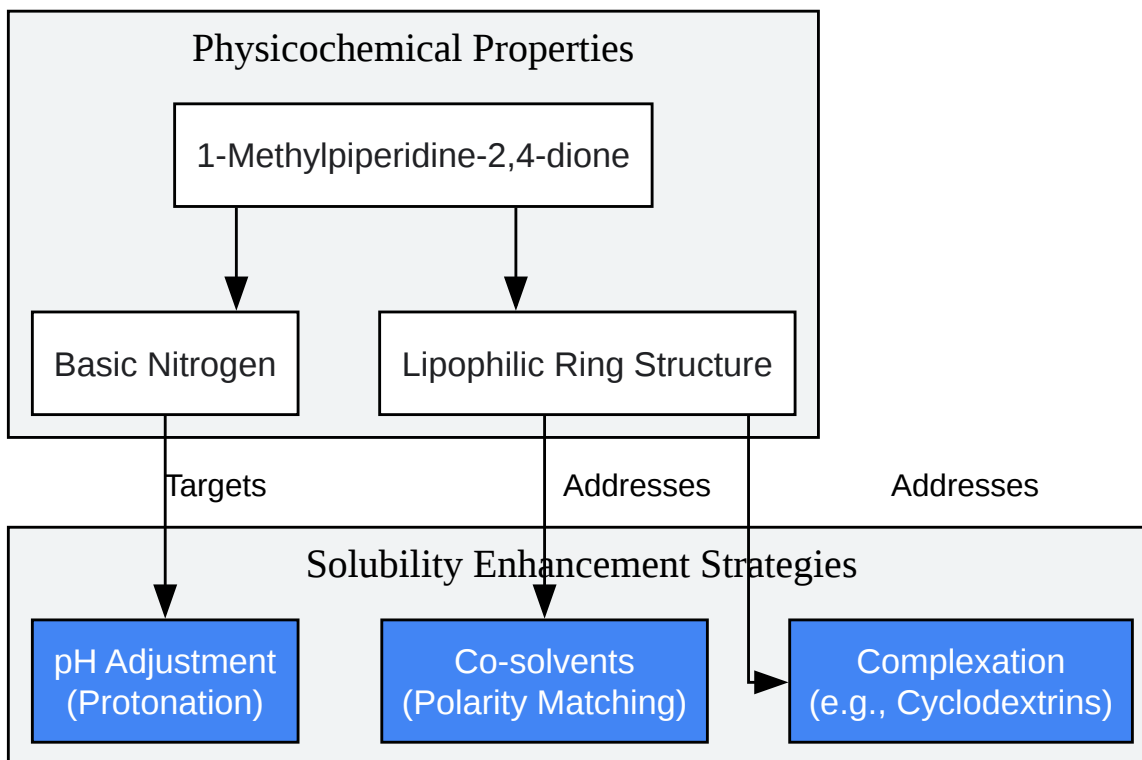 Physicochemical Properties
1-Methylpiperidine-2,4-dione
Basic Nitrogen
Lipophilic Ring Structure
Targets
Addresses
Addresses
Solubility Enhancement Strategies
pH Adjustment
(Protonation)
Co-solvents
(Polarity Matching)
Complexation
(e.g., Cyclodextrins)